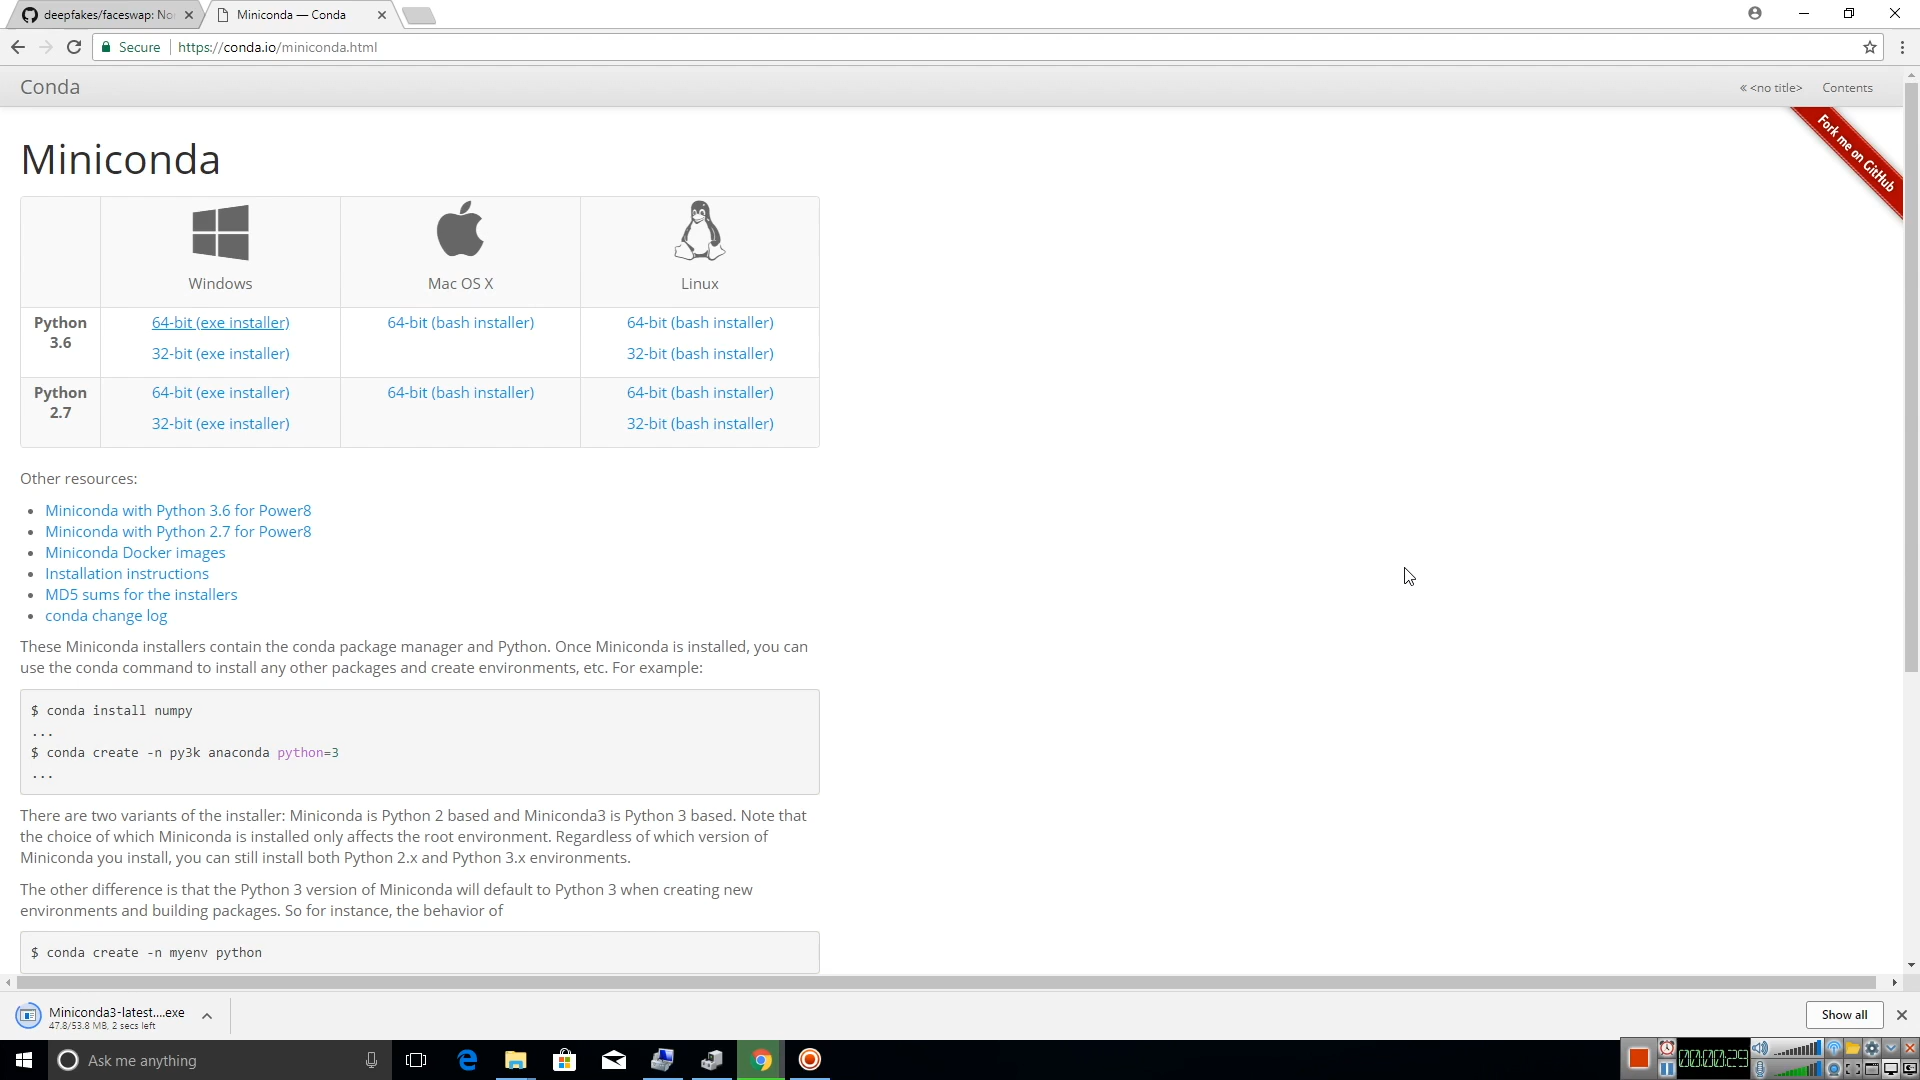 deepfakes/faceswap: No
Miniconda — Conda
Secure
https://conda.io/miniconda.html
Conda
« <no title>
Contents
Fork me on GitHub
Miniconda
Windows
Mac OS X
Linux
Python 3.6
64-bit (exe installer)
64-bit (bash installer)
64-bit (bash installer)
32-bit (exe installer)
32-bit (bash installer)
Python 2.7
64-bit (exe installer)
64-bit (bash installer)
64-bit (bash installer)
32-bit (exe installer)
32-bit (bash installer)
Other resources:
Miniconda with Python 3.6 for Power8
Miniconda with Python 2.7 for Power8
Miniconda Docker images
Installation instructions
MD5 sums for the installers
conda change log
These Miniconda installers contain the conda package manager and Python. Once Miniconda is installed, you can
use the conda command to install any other packages and create environments, etc. For example:
$ conda install numpy
...
$ conda create -n py3k anaconda python=3
...
There are two variants of the installer: Miniconda is Python 2 based and Miniconda3 is Python 3 based. Note that
the choice of which Miniconda is installed only affects the root environment. Regardless of which version of
Miniconda you install, you can still install both Python 2.x and Python 3.x environments.
The other difference is that the Python 3 version of Miniconda will default to Python 3 when creating new
environments and building packages. So for instance, the behavior of
$ conda create -n myenv python
Miniconda3-latest....exe
47.8/53.8 MB, 2 secs left
Show all
Ask me anything
00:00:29